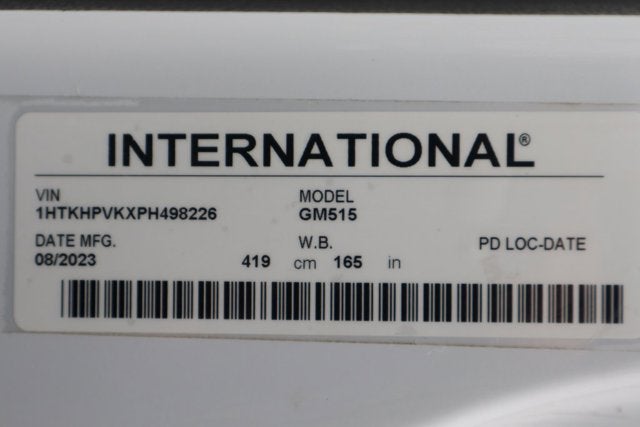 INTERNATIONAL®
VIN MODEL
1HTKHPVKXPH498226 GM515
DATE MFG. W.B. PD LOC-DATE
08/2023 419 cm 165 in